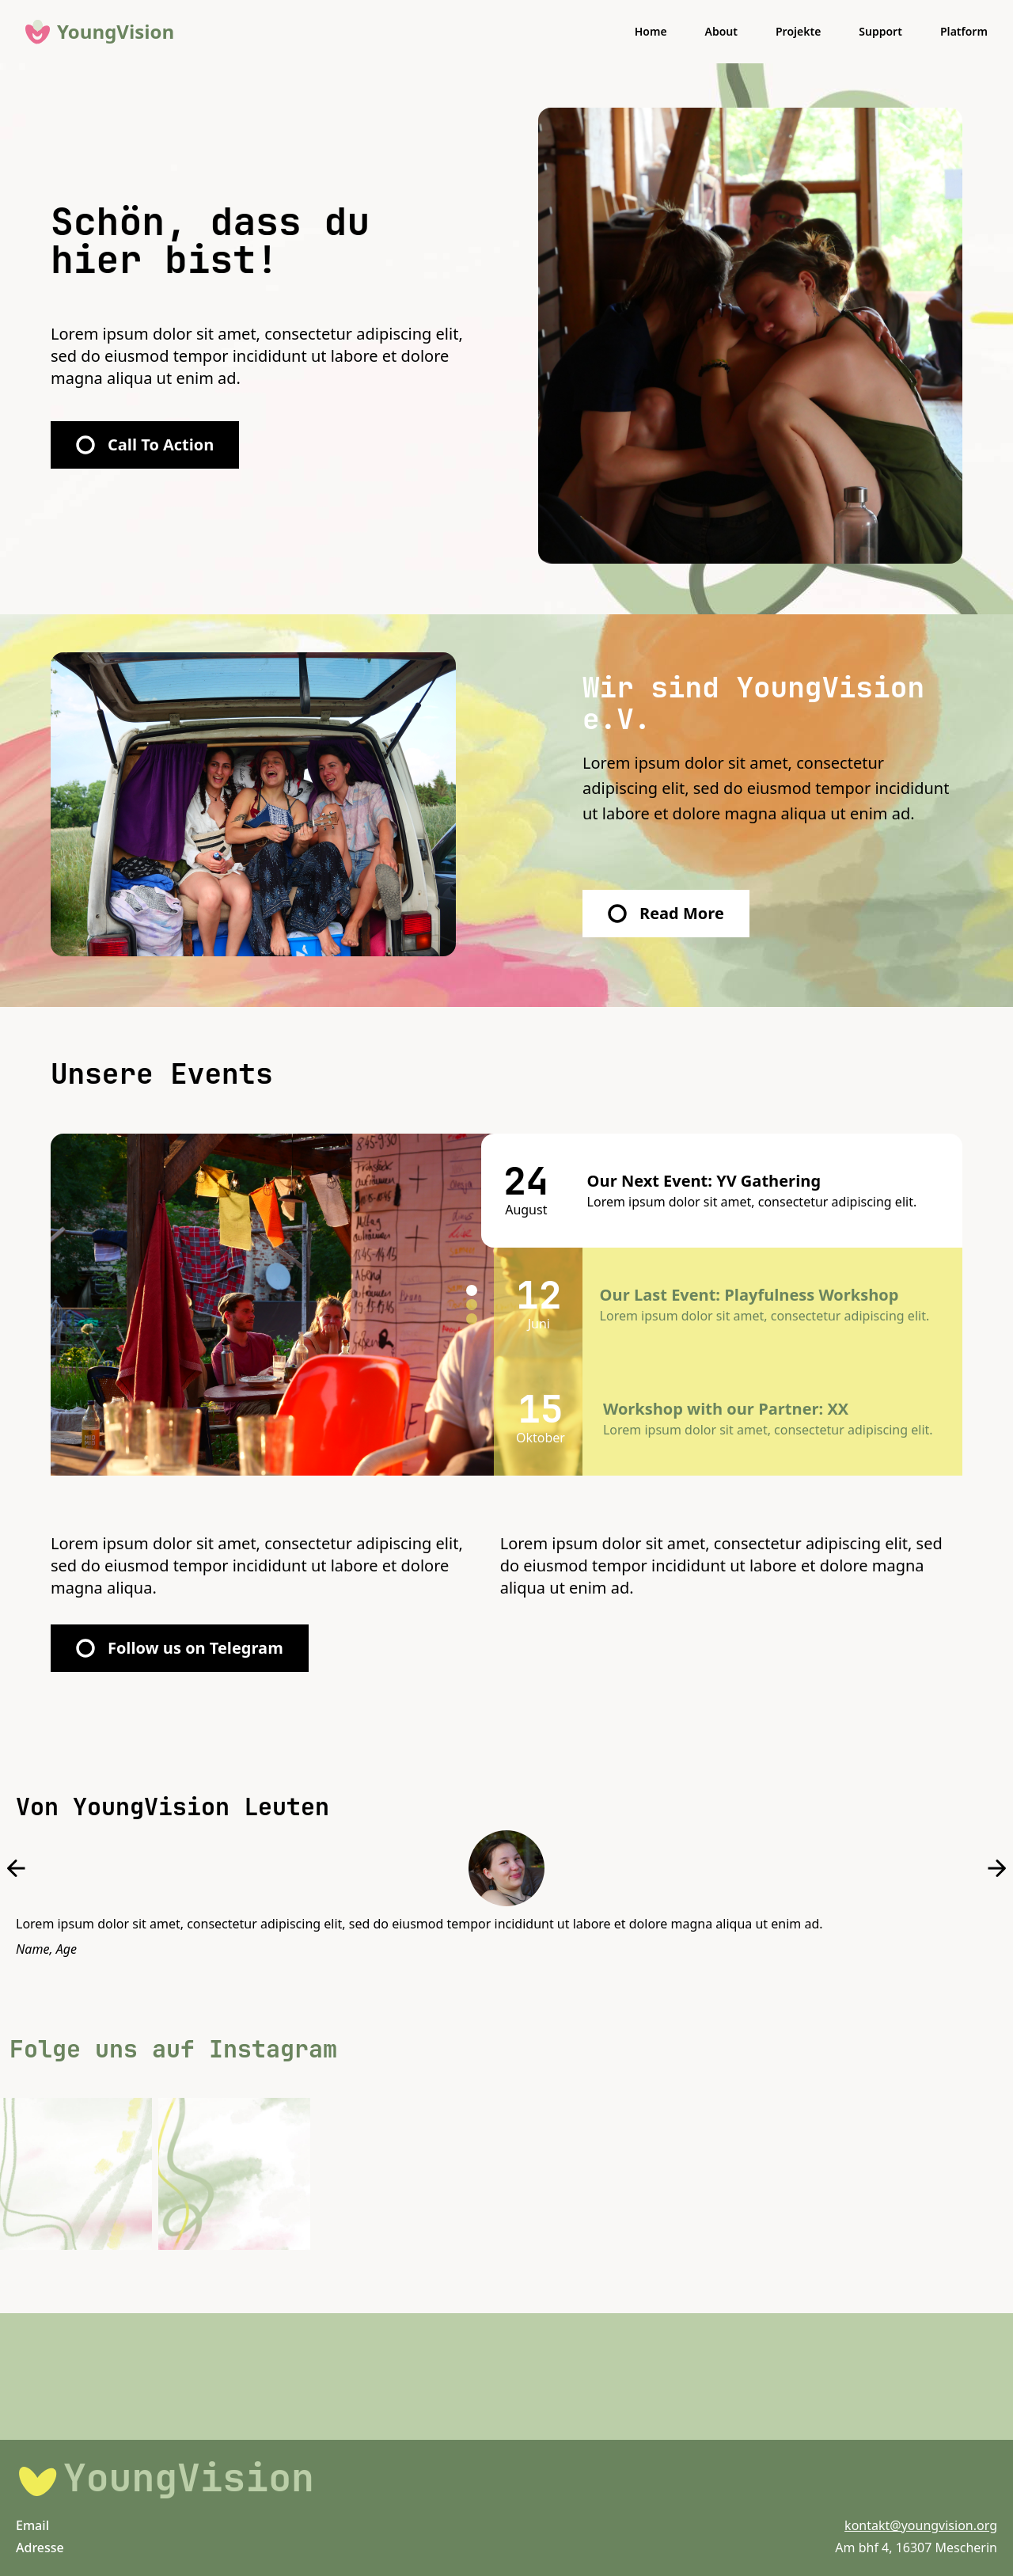 YoungVision
Home About Projekte Support Platform
Schön, dass du
hier bist!
Lorem ipsum dolor sit amet, consectetur adipiscing elit,
sed do eiusmod tempor incididunt ut labore et dolore
magna aliqua ut enim ad.
Call To Action
Wir sind YoungVision
e.V.
Lorem ipsum dolor sit amet, consectetur
adipiscing elit, sed do eiusmod tempor incididunt
ut labore et dolore magna aliqua ut enim ad.
Read More
Unsere Events
24
August
Our Next Event: YV Gathering
Lorem ipsum dolor sit amet, consectetur adipiscing elit.
12
Juni
Our Last Event: Playfulness Workshop
Lorem ipsum dolor sit amet, consectetur adipiscing elit.
15
Oktober
Workshop with our Partner: XX
Lorem ipsum dolor sit amet, consectetur adipiscing elit.
Lorem ipsum dolor sit amet, consectetur adipiscing elit,
sed do eiusmod tempor incididunt ut labore et dolore
magna aliqua.
Lorem ipsum dolor sit amet, consectetur adipiscing elit, sed
do eiusmod tempor incididunt ut labore et dolore magna
aliqua ut enim ad.
Follow us on Telegram
Von YoungVision Leuten
Lorem ipsum dolor sit amet, consectetur adipiscing elit, sed do eiusmod tempor incididunt ut labore et dolore magna aliqua ut enim ad.
Name, Age
Folge uns auf Instagram
YoungVision
Email kontakt@youngvision.org
Adresse Am bhf 4, 16307 Mescherin